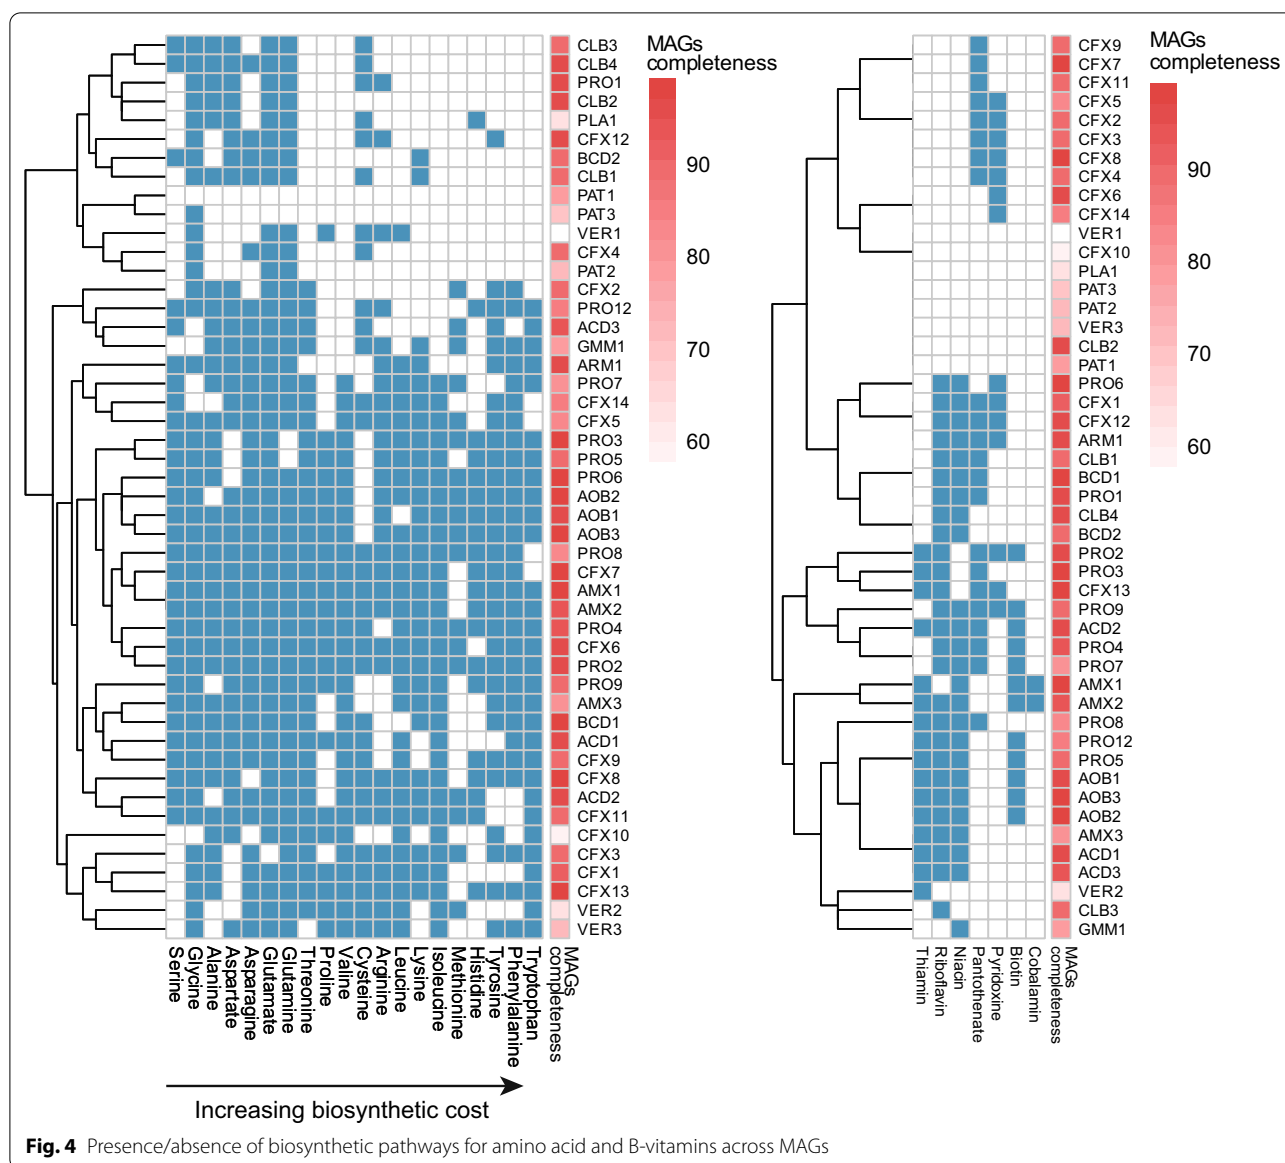 MAGs
completeness
90
80
70
60
CLB3
CLB4
PRO1
CLB2
PLA1
CFX12
BCD2
CLB1
PAT1
PAT3
VER1
CFX4
PAT2
CFX2
PRO12
ACD3
GMM1
ARM1
PRO7
CFX14
CFX5
PRO3
PRO5
PRO6
AOB2
AOB1
AOB3
PRO8
CFX7
AMX1
AMX2
PRO4
CFX6
PRO2
PRO9
AMX3
BCD1
ACD1
CFX9
CFX8
ACD2
CFX11
CFX10
CFX3
CFX1
CFX13
VER2
VER3
Serine
Glycine
Alanine
Aspartate
Asparagine
Glutamate
Glutamine
Threomine
Proline
Valine
Cysteine
Arginine
Leucine
Lysine
Isoleucine
Methionine
Histidine
Tyrosine
Phenylalanine
Tryptophan
MAGs
completeness
Increasing biosynthetic cost
MAGs
completeness
90
80
70
60
CFX9
CFX7
CFX11
CFX5
CFX2
CFX3
CFX8
CFX4
CFX6
CFX14
VER1
CFX10
PLA1
PAT3
PAT2
VER3
CLB2
PAT1
PRO6
CFX1
CFX12
ARM1
CLB1
BCD1
PRO1
CLB4
BCD2
PRO2
PRO3
CFX13
PRO9
ACD2
PRO4
PRO7
AMX1
AMX2
PRO8
PRO12
PRO5
AOB1
AOB3
AOB2
AMX3
ACD1
ACD3
VER2
CLB3
GMM1
Thiamin
Riboflavin
Niacin
Pantothenate
Pyridoxine
Biotin
Cobalamin
MAGs
completeness
Fig. 4 Presence/absence of biosynthetic pathways for amino acid and B-vitamins across MAGs